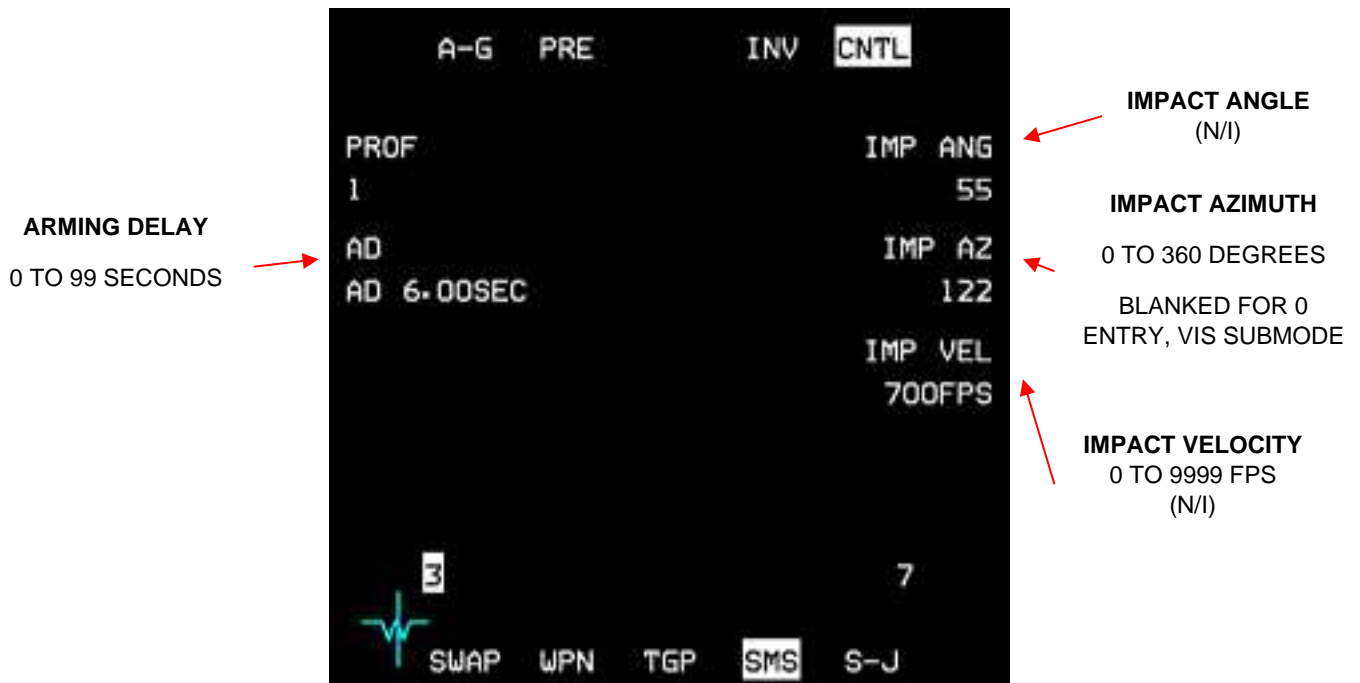 A-G PRE INV CNTL
IMPACT ANGLE
(N/I)
PROF IMP ANG
1 55
IMPACT AZIMUTH
0 TO 360 DEGREES
BLANKED FOR 0
ENTRY, VIS SUBMODE
ARMING DELAY
0 TO 99 SECONDS
AD IMP AZ
AD 6.00SEC 122
IMP VEL
700FPS
IMPACT VELOCITY
0 TO 9999 FPS
(N/I)
3 7
SWAP WPN TGP SMS S-J